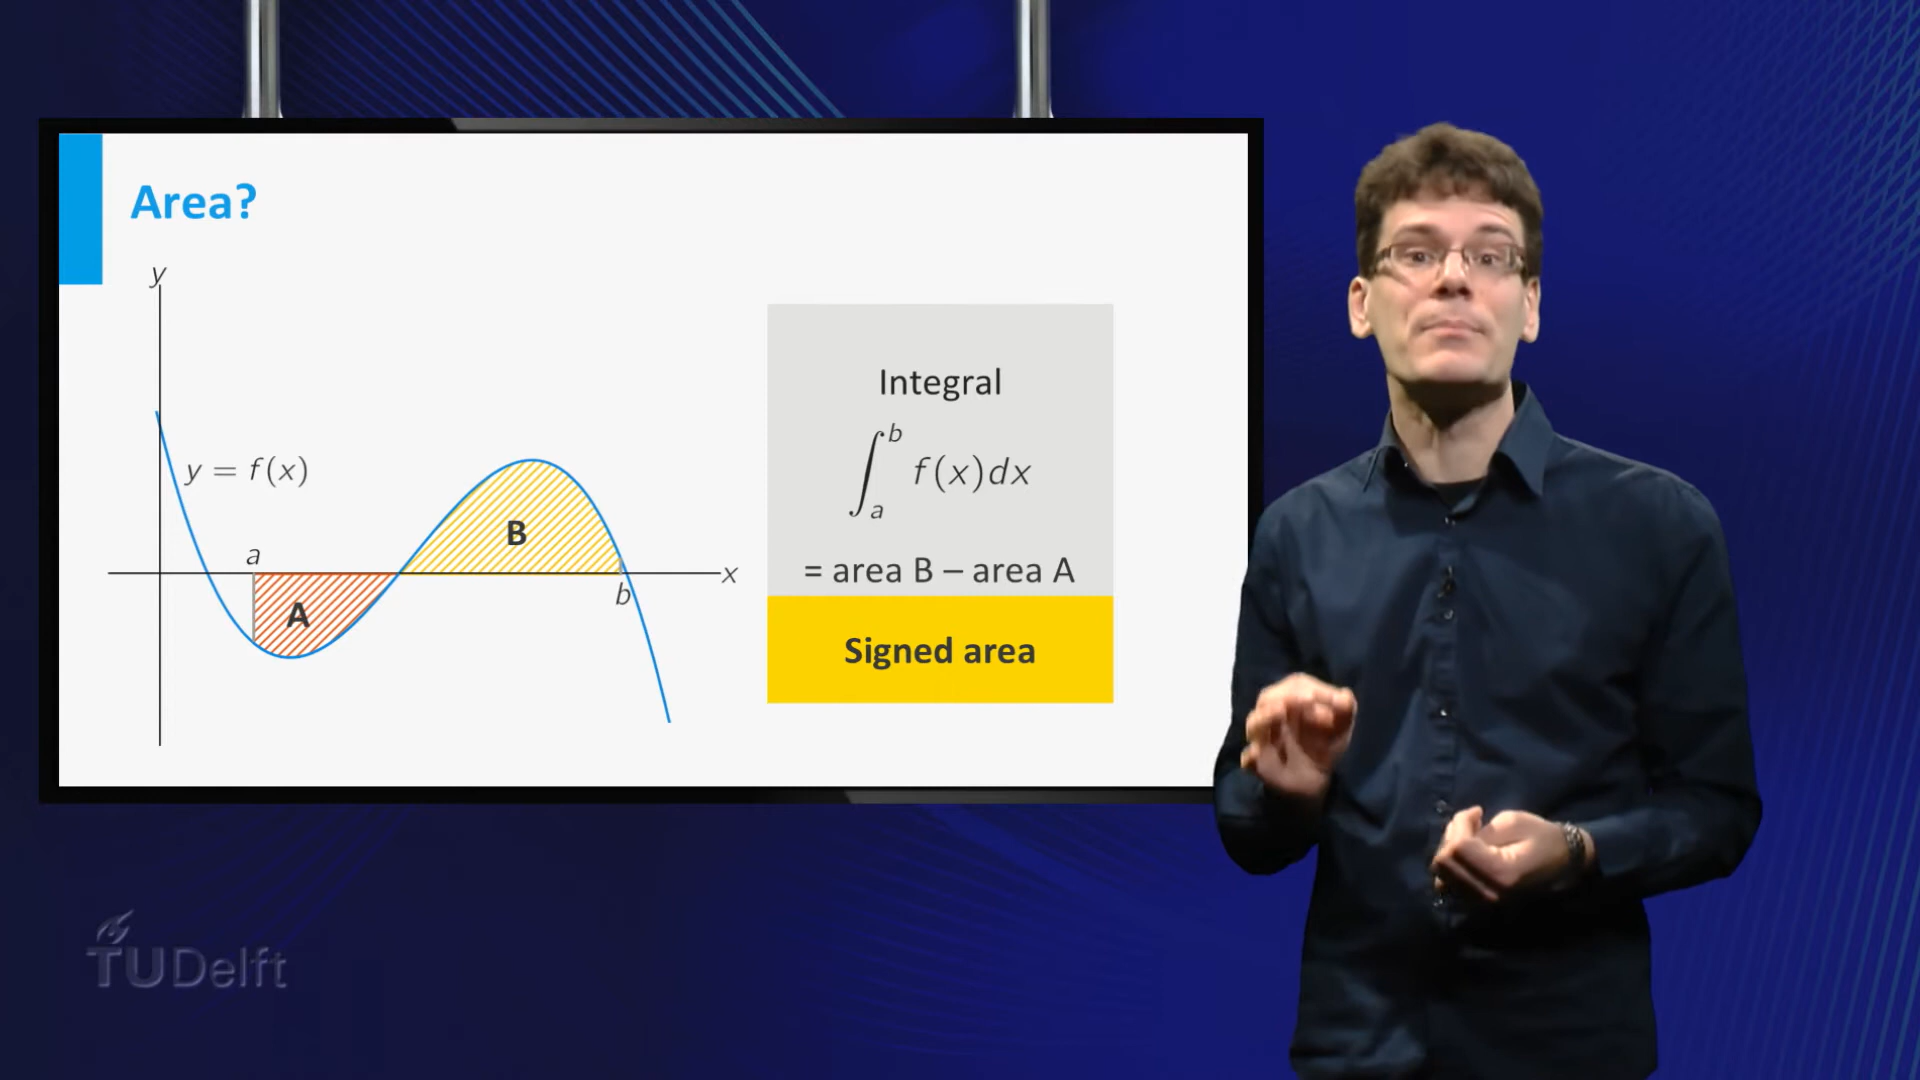 Area?
y
y = f(x)
a
A
B
b
x
Integral
∫_a^b f(x)dx
= area B – area A
Signed area
TUDelft